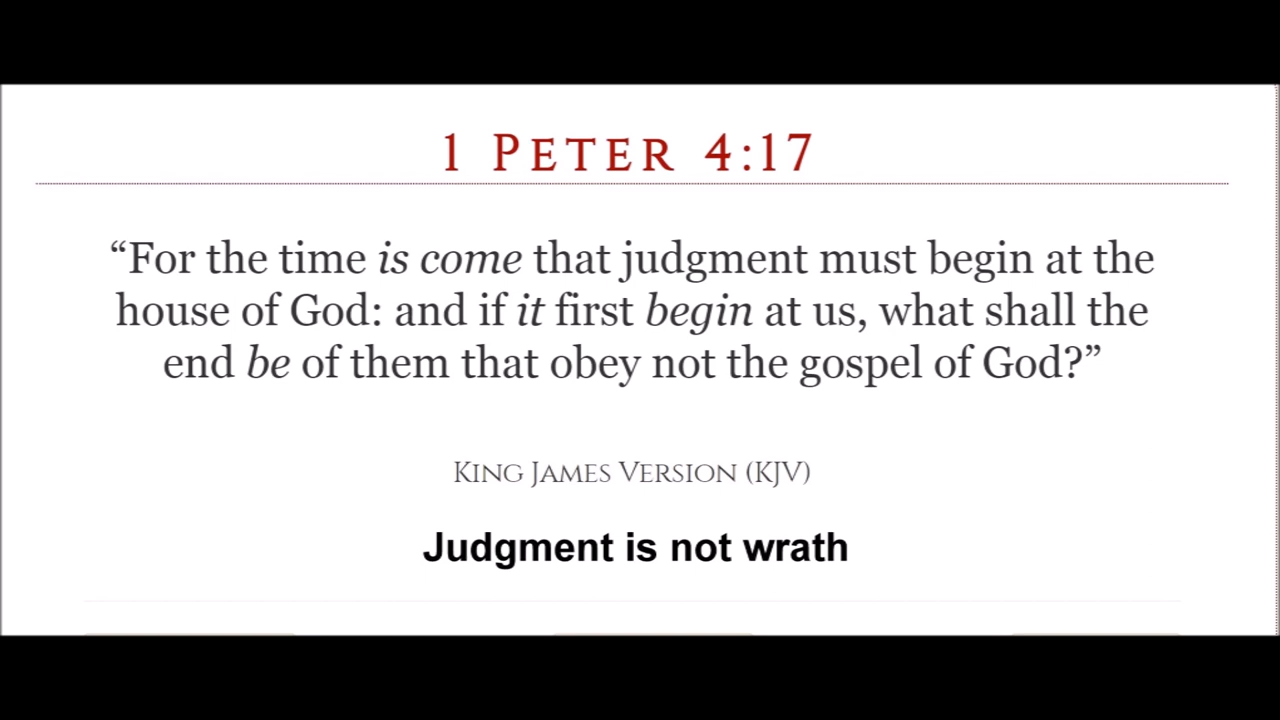 1 PETER 4:17
“For the time is come that judgment must begin at the
house of God: and if it first begin at us, what shall the
end be of them that obey not the gospel of God?”
KING JAMES VERSION (KJV)
Judgment is not wrath